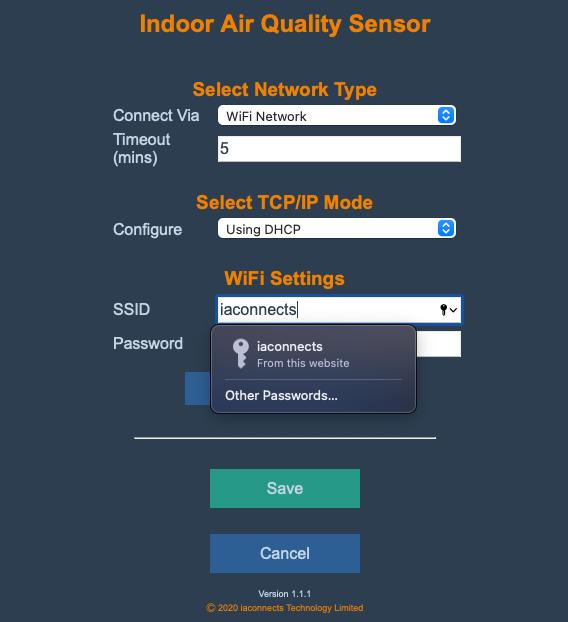 Indoor Air Quality Sensor
Select Network Type
Connect Via WiFi Network
Timeout
(mins) 5
Select TCP/IP Mode
Configure Using DHCP
WiFi Settings
SSID iaconnects
Password
iaconnects
From this website
Other Passwords...
Save
Cancel
Version 1.1.1
© 2020 iaconnects Technology Limited